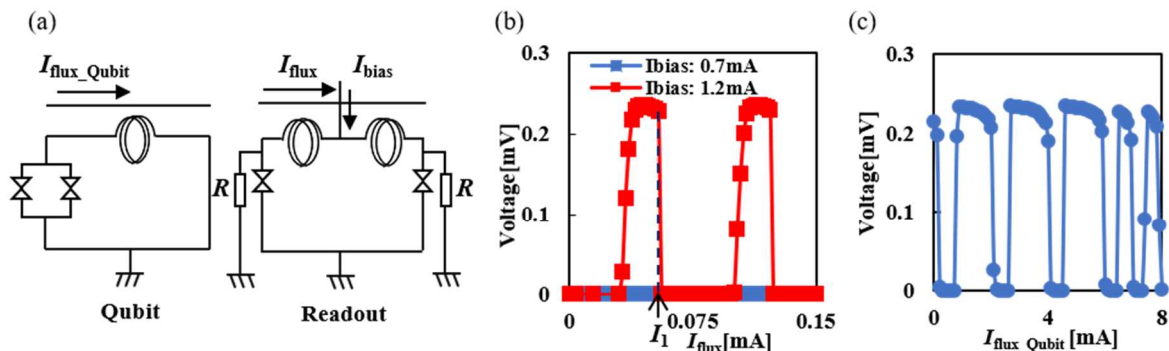 (a)
I_flux_Qubit
I_flux
I_bias
R
R
Qubit
Readout
(b)
Voltage[mV]
0.3
0.2
0.1
0
Ibias: 0.7mA
Ibias: 1.2mA
0
I_1
0.075
0.15
I_flux[mA]
(c)
Voltage[mV]
0.3
0.2
0.1
0
0
4
8
I_flux_Qubit [mA]